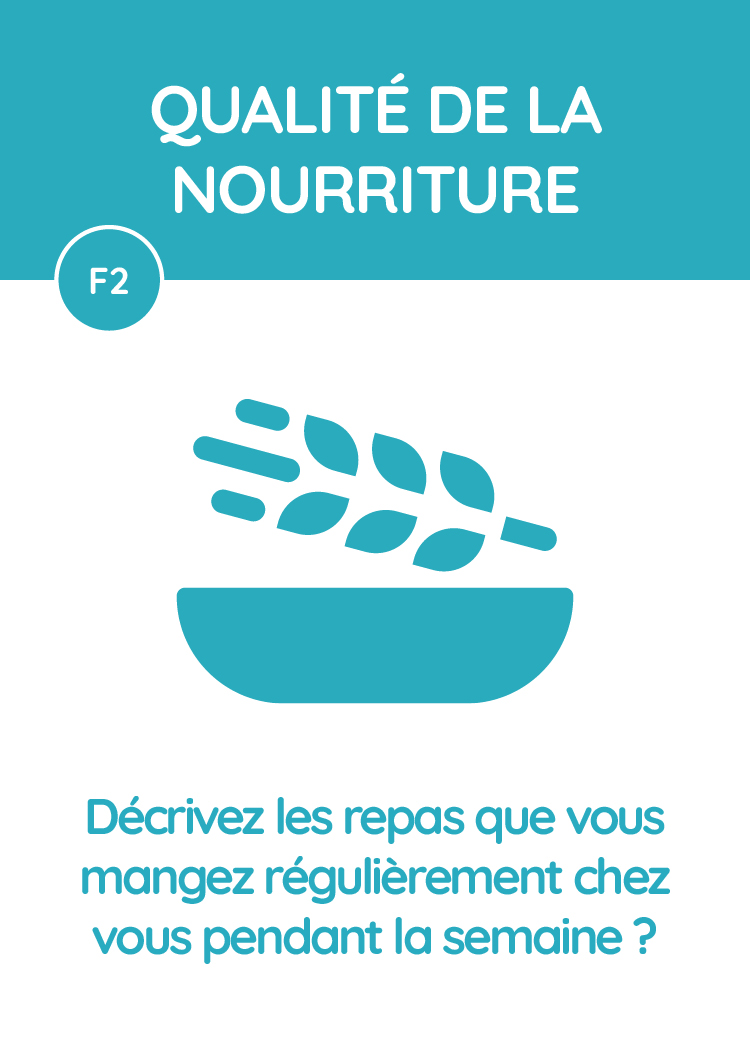 QUALITÉ DE LA
NOURRITURE
F2
Décrivez les repas que vous
mangez régulièrement chez
vous pendant la semaine ?